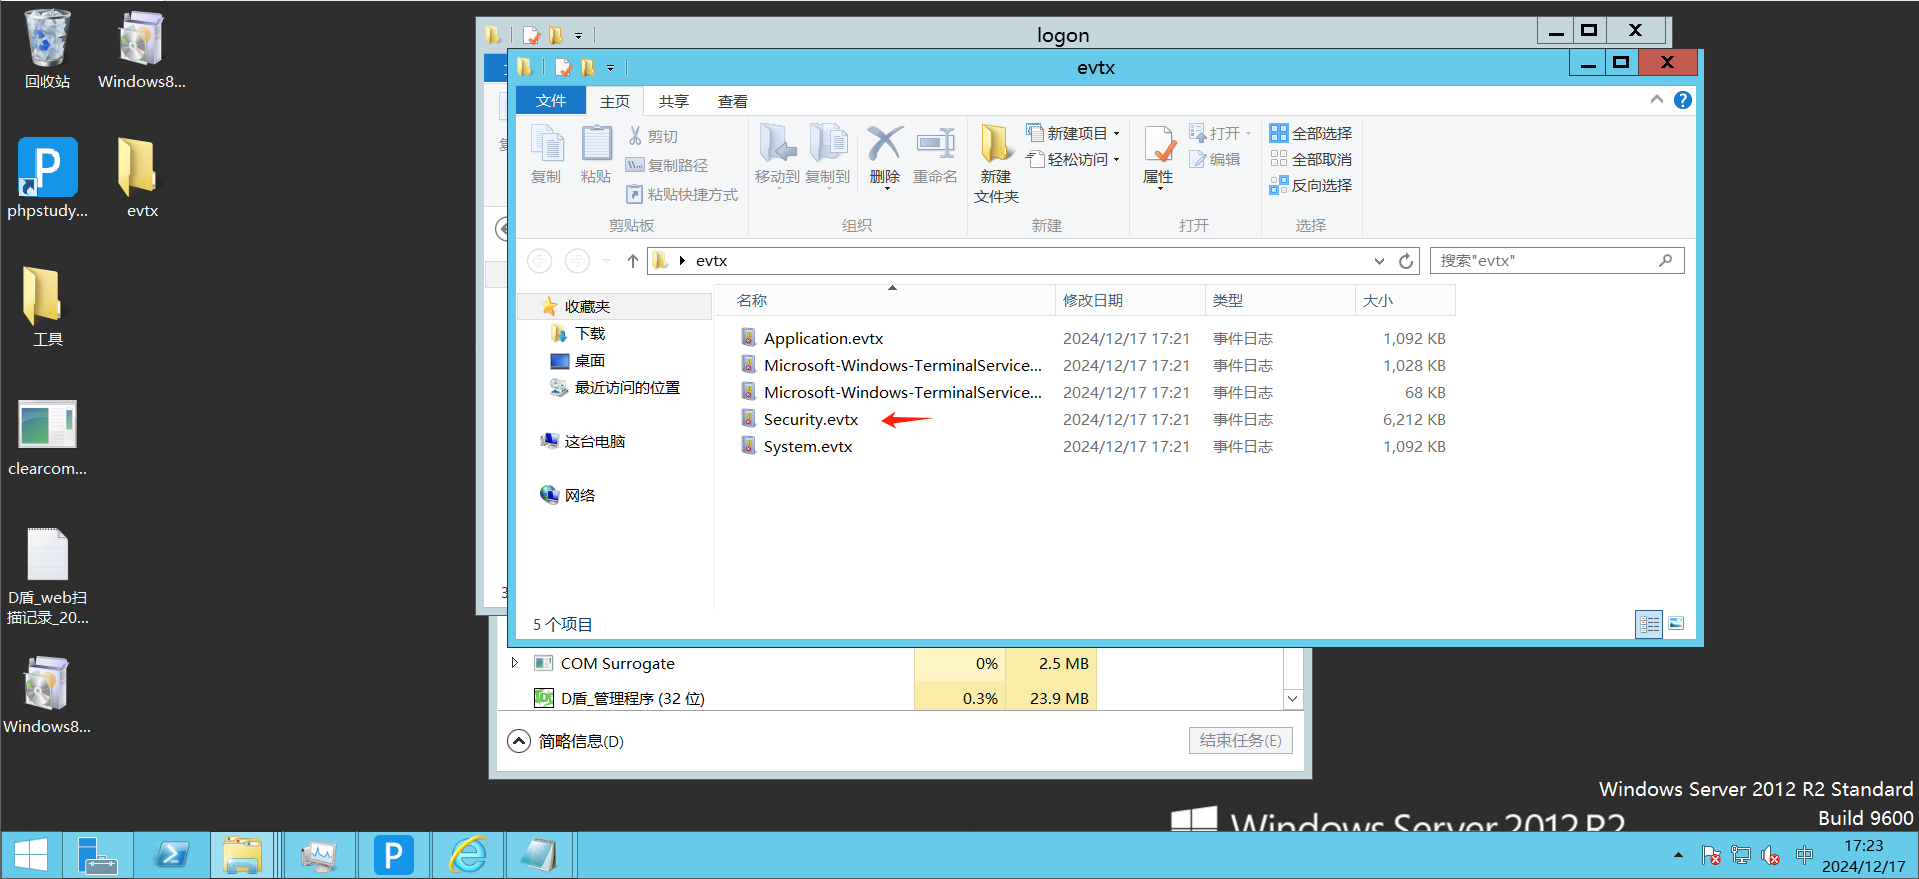 回收站
Windows8...
phpstudy...
evtx
工具
clearcom...
D盾_web扫
描记录_20...
Windows8...
logon
evtx
文件
主页
共享
查看
复制
粘贴
剪切
复制路径
粘贴快捷方式
剪贴板
移动到
复制到
删除
重命名
组织
新建
文件夹
新建项目
轻松访问
新建
属性
打开
编辑
打开
全部选择
全部取消
反向选择
选择
evtx
搜索"evtx"
收藏夹
下载
桌面
最近访问的位置
这台电脑
网络
名称 修改日期 类型 大小
Application.evtx 2024/12/17 17:21 事件日志 1,092 KB
Microsoft-Windows-TerminalService... 2024/12/17 17:21 事件日志 1,028 KB
Microsoft-Windows-TerminalService... 2024/12/17 17:21 事件日志 68 KB
Security.evtx 2024/12/17 17:21 事件日志 6,212 KB
System.evtx 2024/12/17 17:21 事件日志 1,092 KB
5 个项目
COM Surrogate 0% 2.5 MB
D盾_管理程序 (32 位) 0.3% 23.9 MB
简略信息(D)
结束任务(E)
Windows Server 2012 R2 Standard
Build 9600
Windows Server 2012 R2
中
17:23
2024/12/17